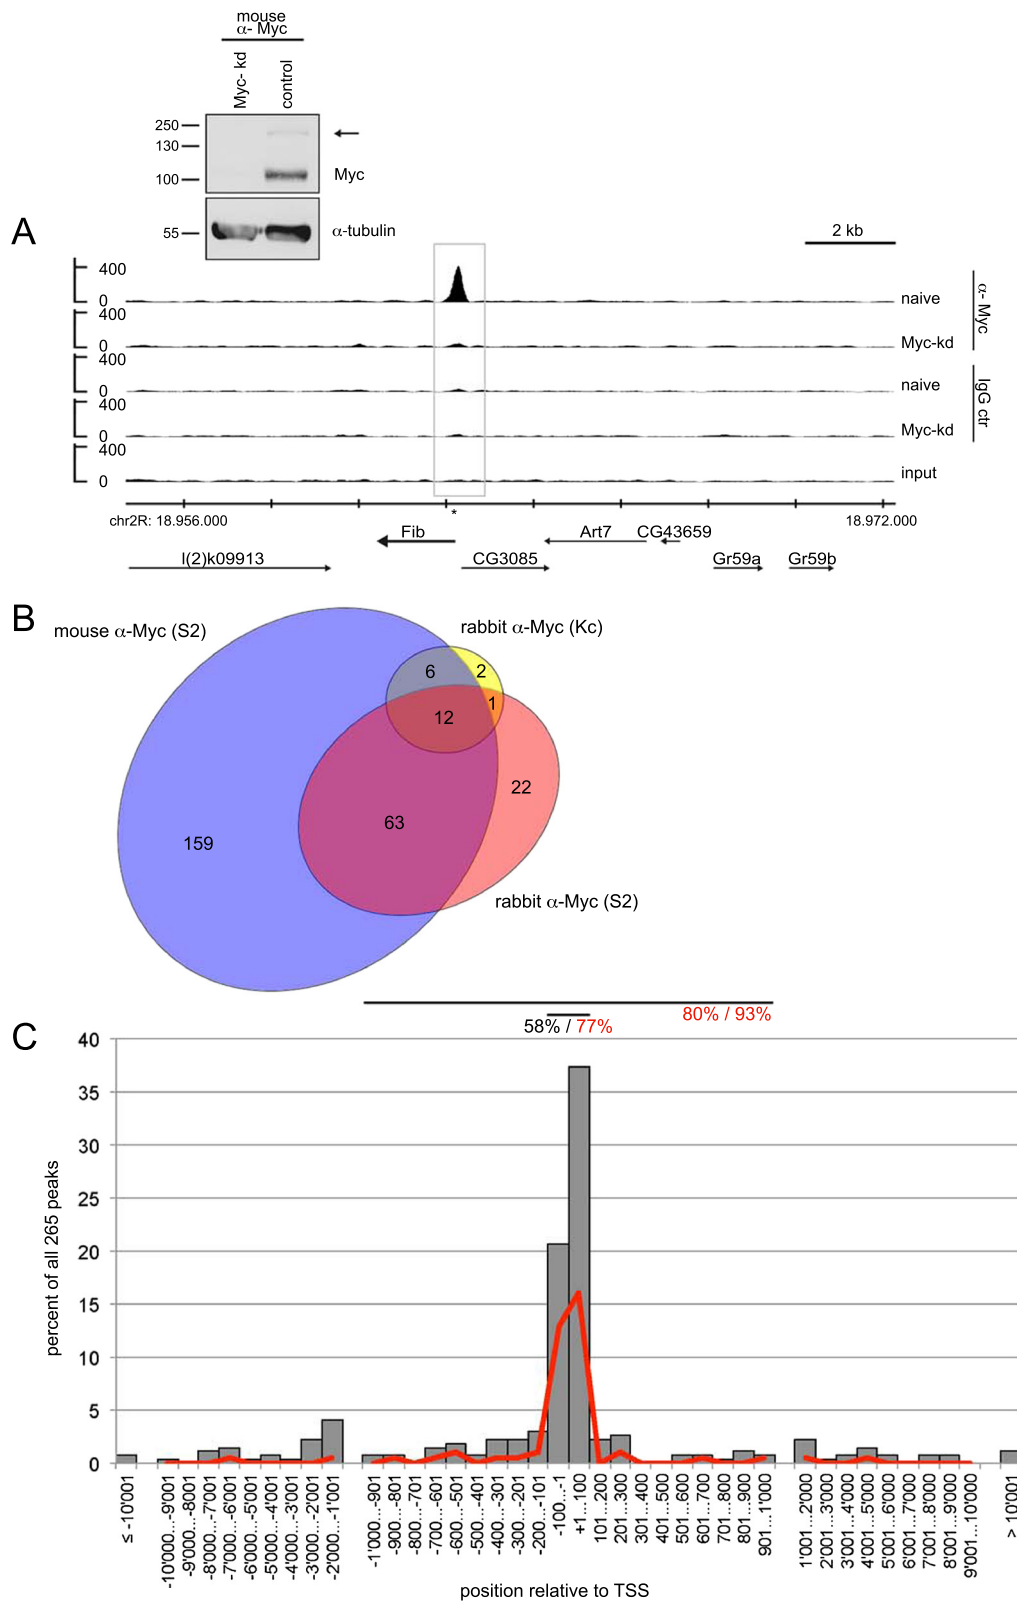 mouse
α- Myc
Myc- kd
control
250
130
100
Myc
55
α-tubulin
A
2 kb
400
0
naive
400
0
Myc-kd
α- Myc
400
0
naive
400
0
Myc-kd
IgG ctr
400
0
input
*
chr2R: 18.956.000
18.972.000
Fib
Art7
CG43659
l(2)k09913
CG3085
Gr59a
Gr59b
B
mouse α-Myc (S2)
rabbit α-Myc (Kc)
6
2
1
12
22
63
159
rabbit α-Myc (S2)
80% / 93%
58% / 77%
C
40
35
30
25
20
15
10
5
0
percent of all 265 peaks
≤ -10'001
-10'000...-9'001
-9'000...-8'001
-8'000...-7'001
-7'000...-6'001
-6'000...-5'001
-5'000...-4'001
-4'000...-3'001
-3'000...-2'001
-2'000...-1'001
-1'000...-901
-900...-801
-800...-701
-700...-601
-600...-501
-500...-401
-400...-301
-300...-201
-200...-101
-100...-1
+1...100
101...200
201...300
301...400
401...500
501...600
601...700
701...800
801...900
901...1'000
1'001...2'000
2'001...3'000
3'001...4'000
4'001...5'000
5'001...6'000
6'001...7'000
7'001...8'000
8'001...9'000
9'001...10'000
> 10'001
position relative to TSS